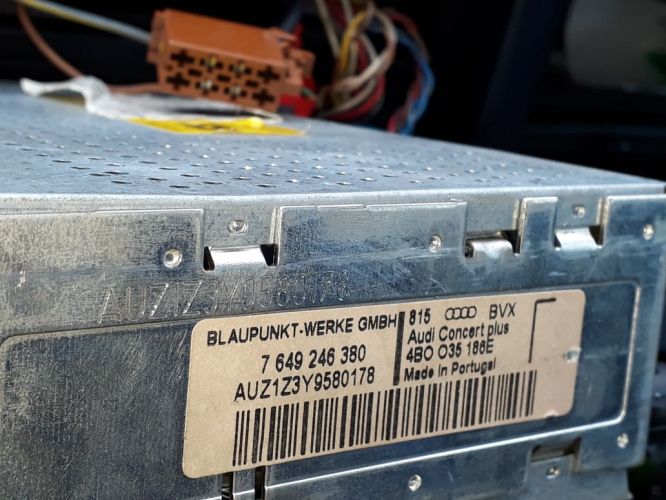 AUZ1Z3Y9580178
BLAUPUNKT-WERKE GMBH
7 649 246 380
AUZ1Z3Y9580178
815 BVX
Audi Concert plus
4B0 035 186E
Made in Portugal